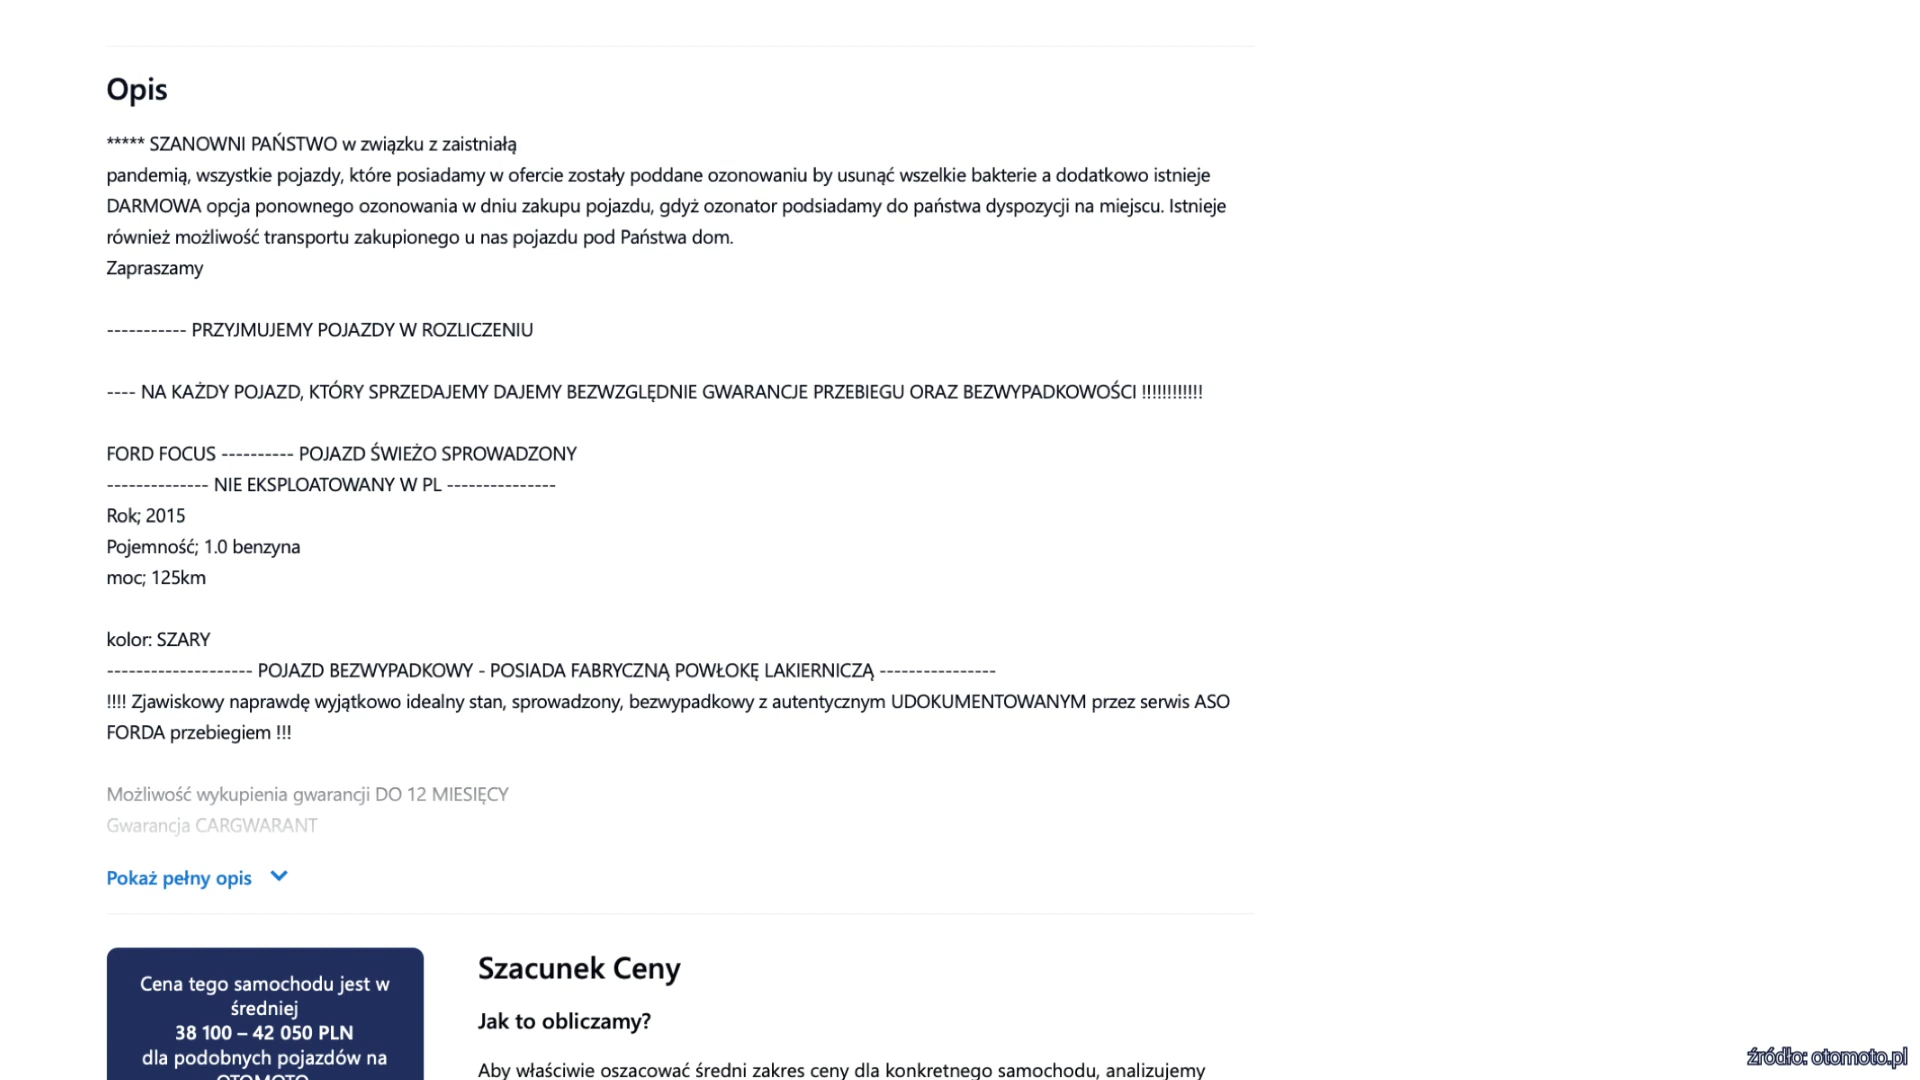 Opis
***** SZANOWNI PAŃSTWO w związku z zaistniałą
pandemią, wszystkie pojazdy, które posiadamy w ofercie zostały poddane ozonowaniu by usunąć wszelkie bakterie a dodatkowo istnieje
DARMOWA opcja ponownego ozonowania w dniu zakupu pojazdu, gdyż ozonator podsiadamy do państwa dyspozycji na miejscu. Istnieje
również możliwość transportu zakupionego u nas pojazdu pod Państwa dom.
Zapraszamy
----------- PRZYJMUJEMY POJAZDY W ROZLICZENIU
---- NA KAŻDY POJAZD, KTÓRY SPRZEDAJEMY DAJEMY BEZWZGLĘDNIE GWARANCJE PRZEBIEGU ORAZ BEZWYPADKOWOŚCI !!!!!!!!!!!!
FORD FOCUS ---------- POJAZD ŚWIEŻO SPROWADZONY
-------------- NIE EKSPLOATOWANY W PL ---------------
Rok; 2015
Pojemność; 1.0 benzyna
moc; 125km
kolor: SZARY
-------------------- POJAZD BEZWYPADKOWY - POSIADA FABRYCZNĄ POWŁOKĘ LAKIERNICZĄ ----------------
!!!! Zjawiskowy naprawdę wyjątkowo idealny stan, sprowadzony, bezwypadkowy z autentycznym UDOKUMENTOWANYM przez serwis ASO
FORDA przebiegiem !!!
Możliwość wykupienia gwarancji DO 12 MIESIĘCY
Gwarancja CARGWARANT
Pokaż pełny opis
Cena tego samochodu jest w
średniej
38 100 – 42 050 PLN
dla podobnych pojazdów na
OTOMOTO
Szacunek Ceny
Jak to obliczamy?
Aby właściwie oszacować średni zakres ceny dla konkretnego samochodu, analizujemy
źródło: otomoto.pl